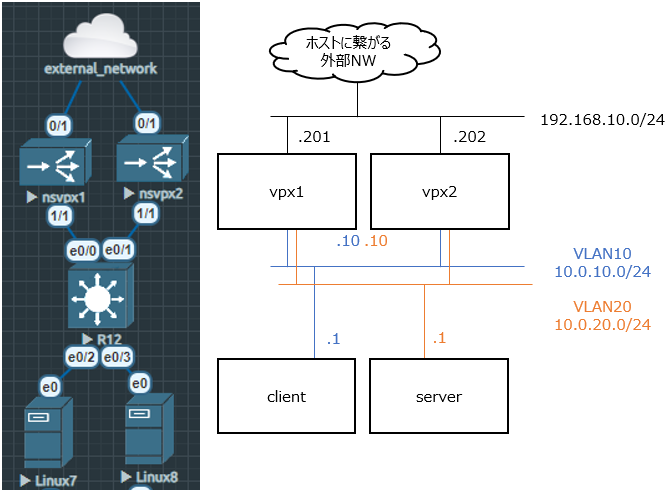 external_network
0/1
0/1
nsvpx1
nsvpx2
1/1
1/1
e0/0
e0/1
R12
e0/2
e0/3
e0
e0
Linux7
Linux8
ホストに繋がる
外部NW
192.168.10.0/24
.201
.202
vpx1
vpx2
.10
.10
VLAN10
10.0.10.0/24
VLAN20
10.0.20.0/24
.1
.1
client
server